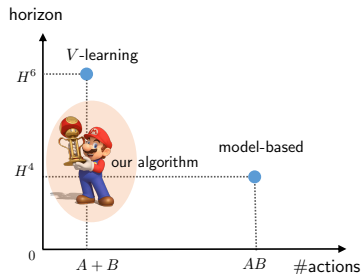 horizon
V-learning
H^6
our algorithm
model-based
H^4
0
A + B
AB
#actions